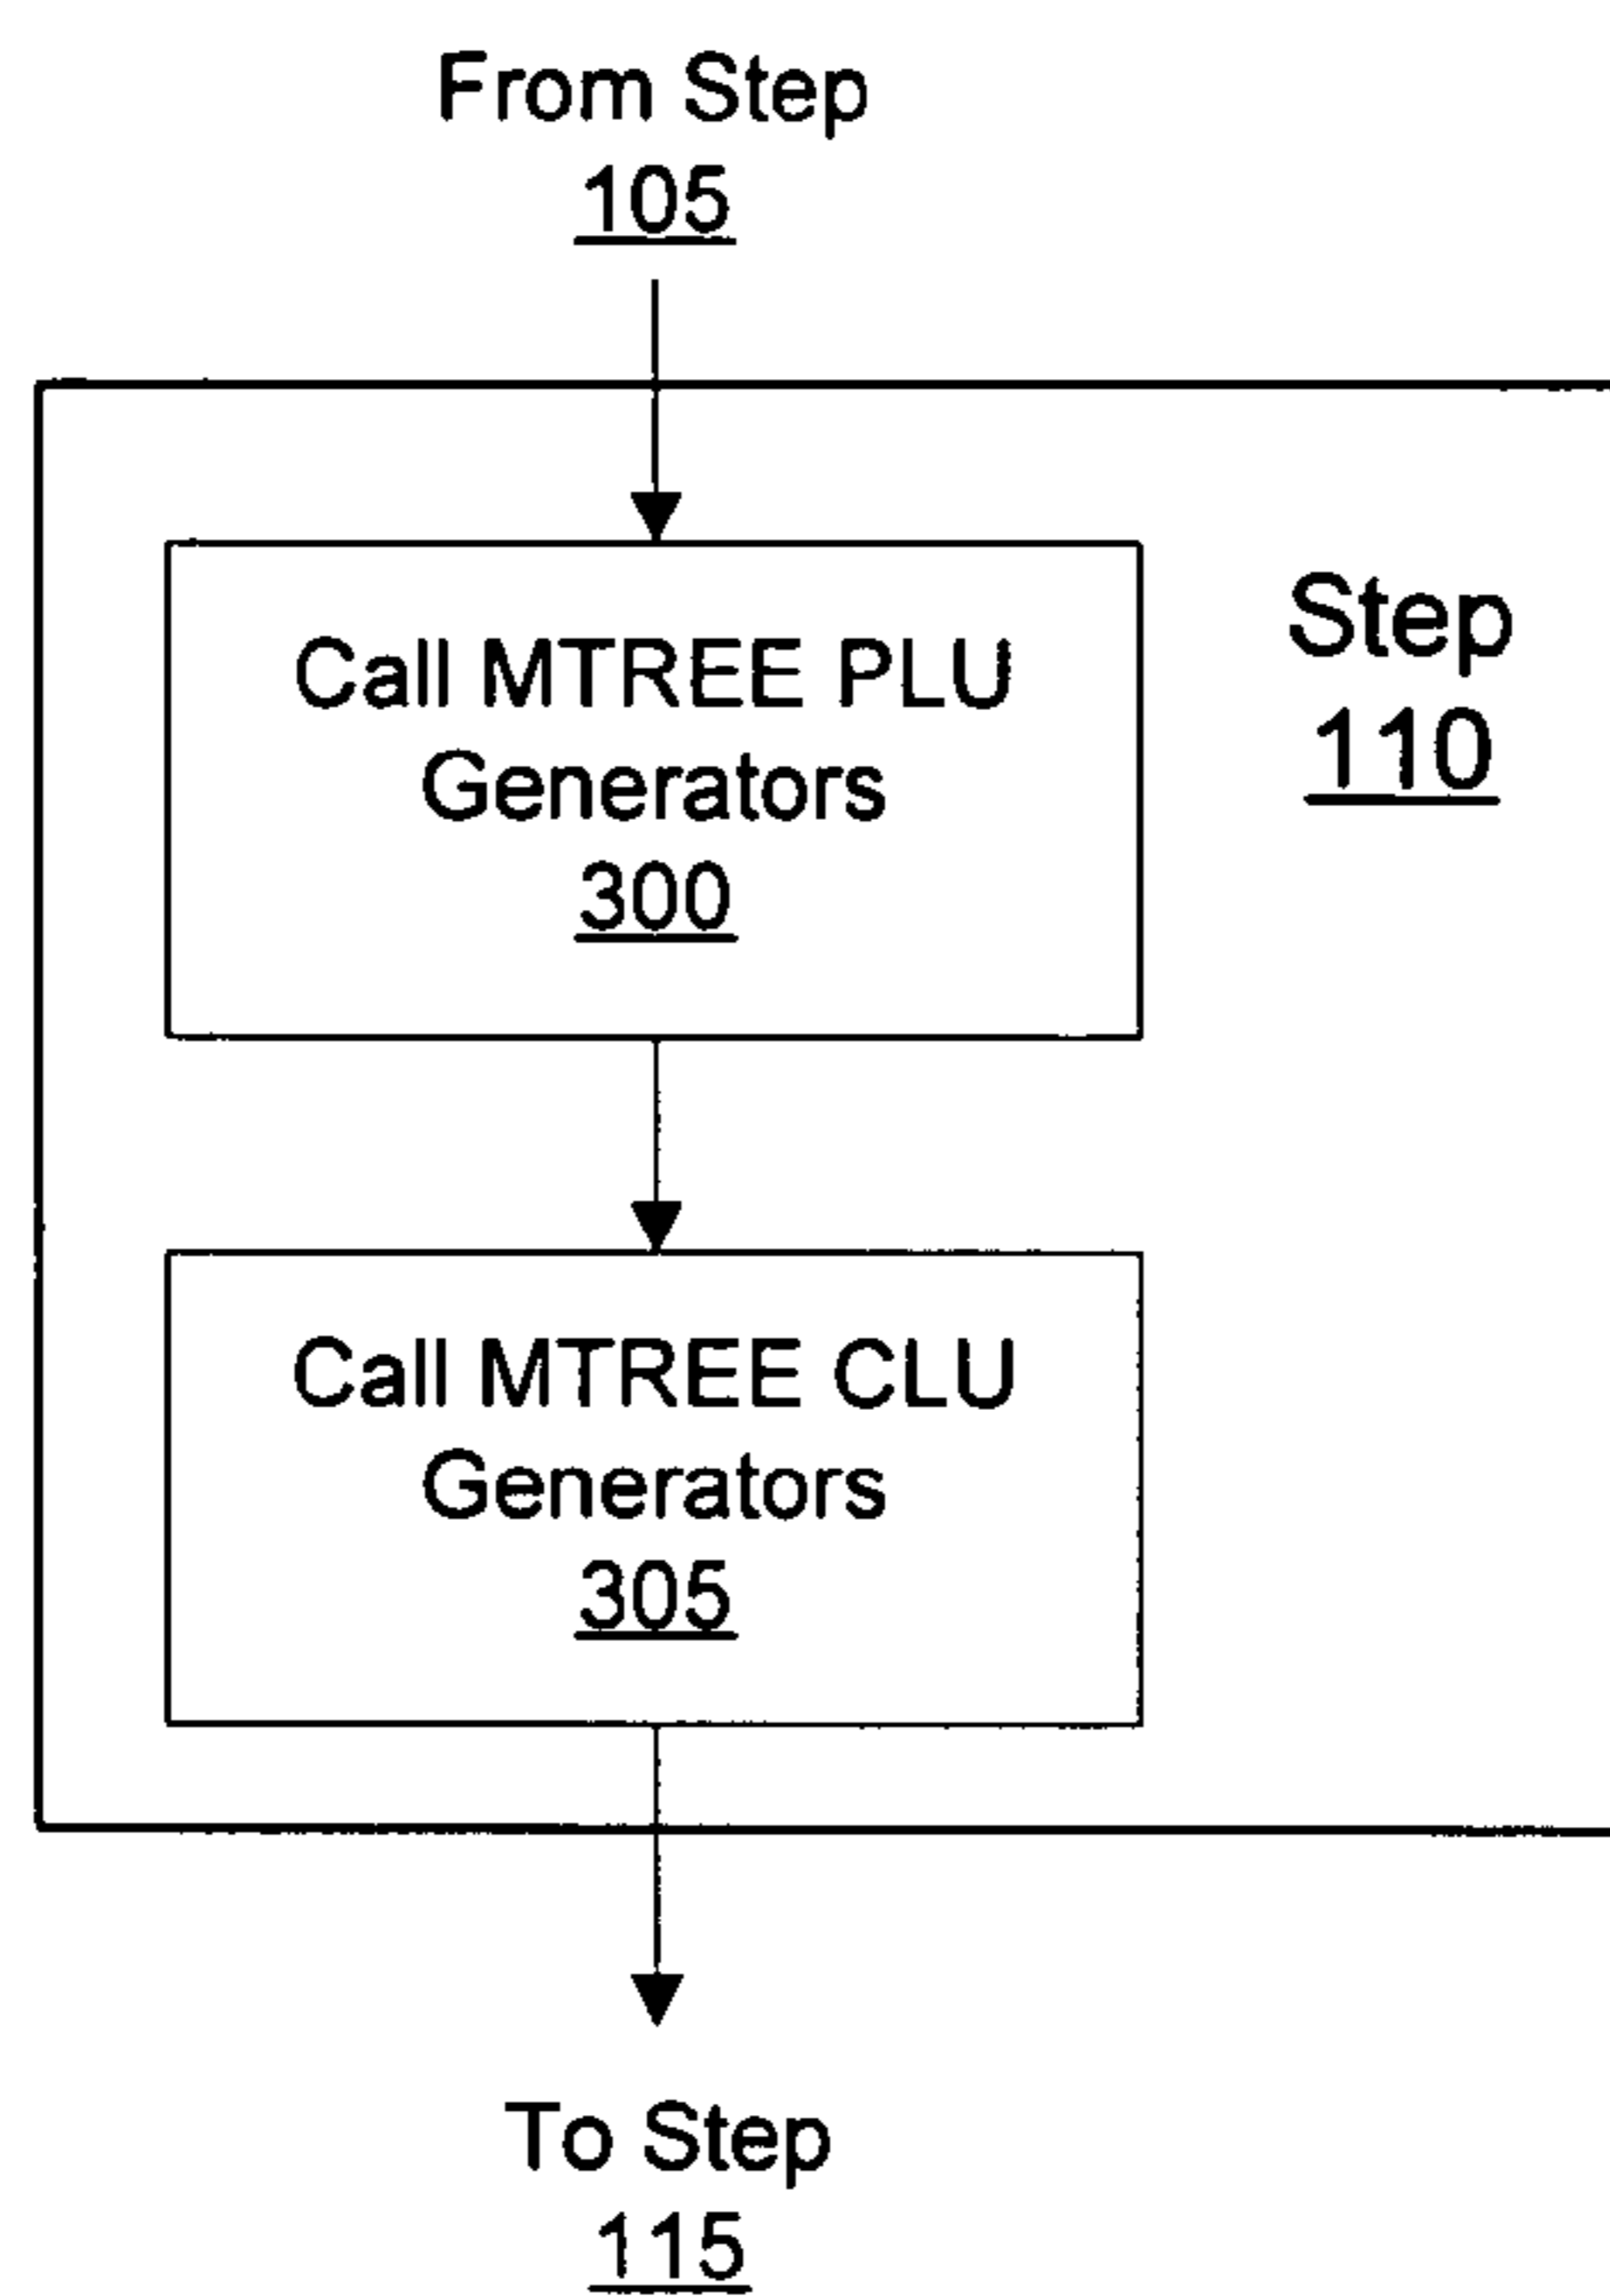 From Step
105
Call MTREE PLU
Generators
300
Step
110
Call MTREE CLU
Generators
305
To Step
115